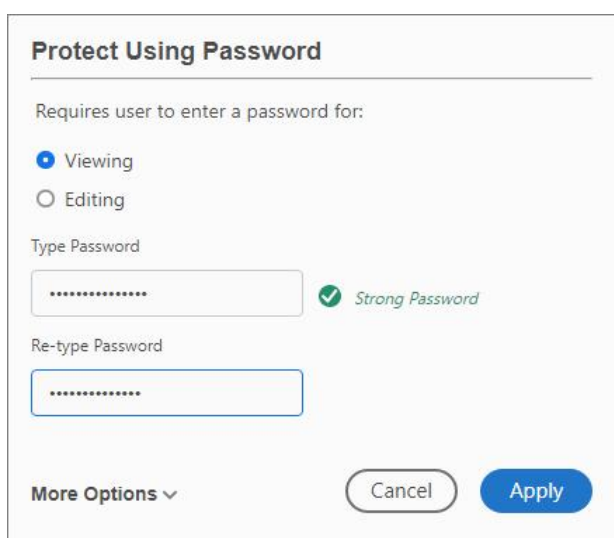 Protect Using Password
Requires user to enter a password for:
Viewing
Editing
Type Password
•••••••••••••••
Strong Password
Re-type Password
••••••••••••••
More Options
Cancel
Apply